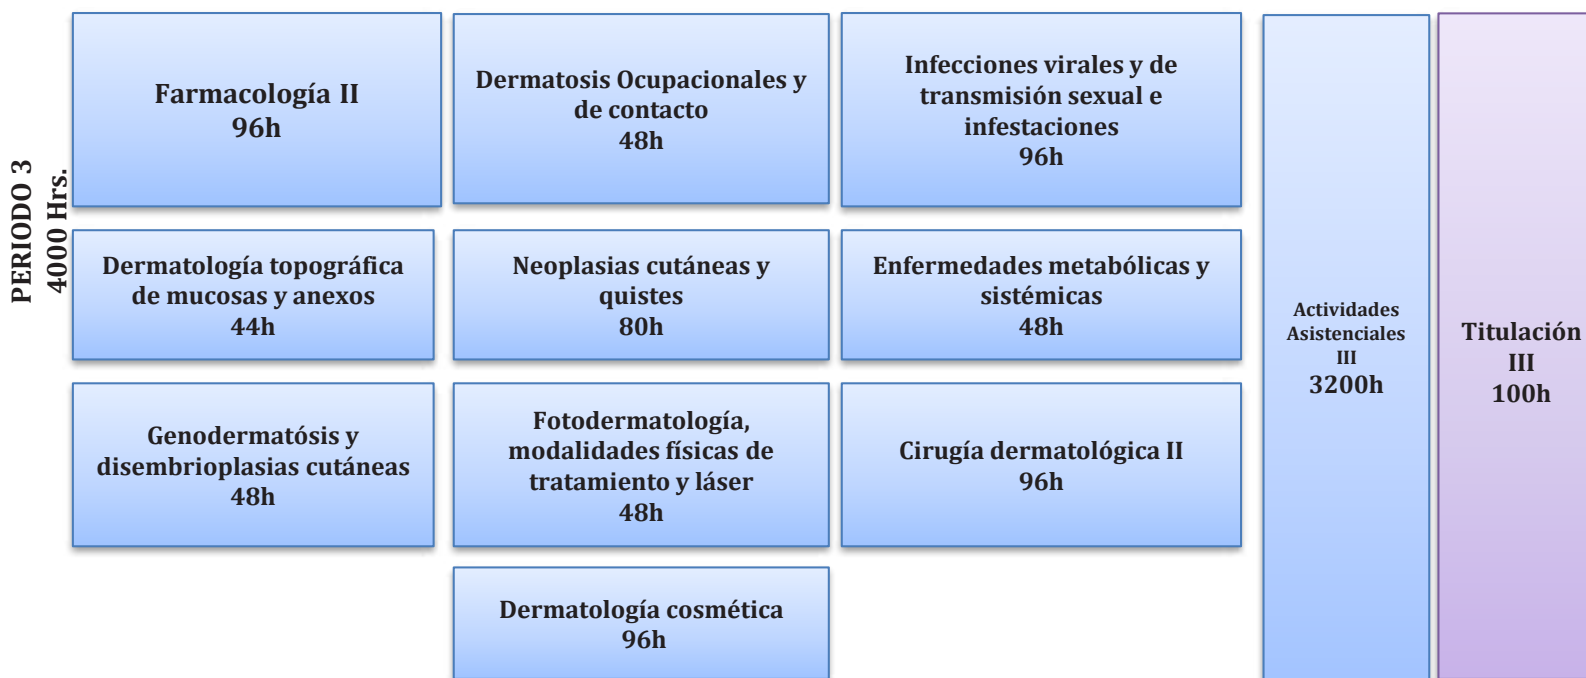 PERIODO 3
4000 Hrs.
Farmacología II
96h
Dermatosis Ocupacionales y
de contacto
48h
Infecciones virales y de
transmisión sexual e
infestaciones
96h
Dermatología topográfica
de mucosas y anexos
44h
Neoplasias cutáneas y
quistes
80h
Enfermedades metabólicas y
sistémicas
48h
Genodermatósis y
disembrioplasias cutáneas
48h
Fotodermatología,
modalidades físicas de
tratamiento y láser
48h
Cirugía dermatológica II
96h
Dermatología cosmética
96h
Actividades
Asistenciales
III
3200h
Titulación
III
100h